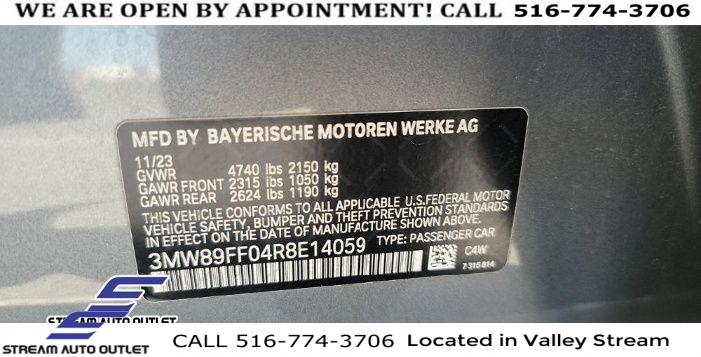 WE ARE OPEN BY APPOINTMENT! CALL 516-774-3706
MFD BY BAYERISCHE MOTOREN WERKE AG
11/23
GVWR 4740 lbs 2150 kg
GAWR FRONT 2315 lbs 1050 kg
GAWR REAR 2624 lbs 1190 kg
THIS VEHICLE CONFORMS TO ALL APPLICABLE U.S.FEDERAL MOTOR
VEHICLE SAFETY, BUMPER AND THEFT PREVENTION STANDARDS
IN EFFECT ON THE DATE OF MANUFACTURE SHOWN ABOVE.
3MW89FF04R8E14059 TYPE: PASSENGER CAR
C4W
7 315 814
STREAM AUTO OUTLET
STREAM AUTO OUTLET
CALL 516-774-3706 Located in Valley Stream